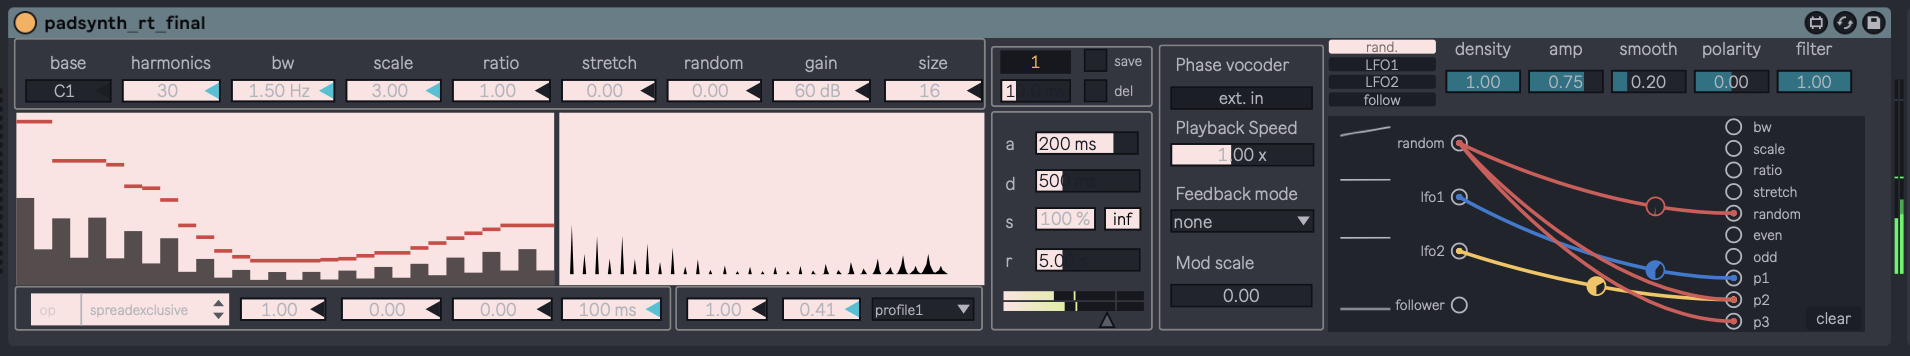 padsynth_rt_final
base harmonics bw scale ratio stretch random gain size
C1 30 1.50 Hz 3.00 1.00 0.00 0.00 60 dB 16
1 save
1 del
a 200 ms
d 500 ms
s 100 % inf
r 5.0
op spreadexclusive 1.00 0.00 0.00 100 ms
1.00 0.41 profile1
Phase vocoder
ext. in
Playback Speed
1.00 x
Feedback mode
none
Mod scale
0.00
rand.
LFO1
LFO2
follow
density amp smooth polarity filter
1.00 0.75 0.20 0.00 1.00
random
lfo1
lfo2
follower
bw
scale
ratio
stretch
random
even
odd
p1
p2
p3
clear